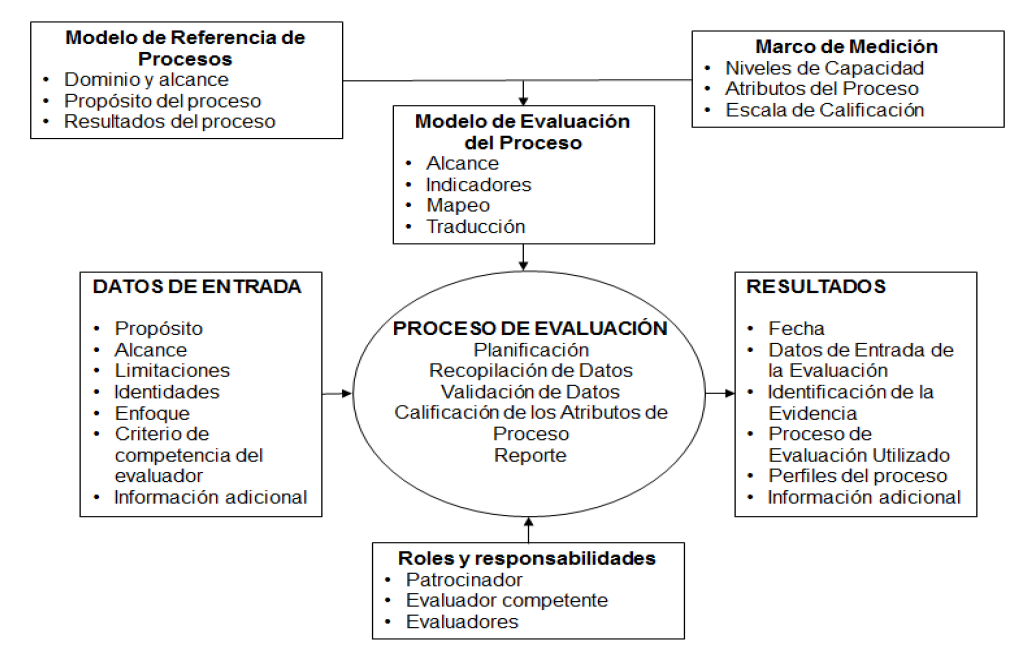 Modelo de Referencia de
Procesos
• Dominio y alcance
• Propósito del proceso
• Resultados del proceso
Marco de Medición
• Niveles de Capacidad
• Atributos del Proceso
• Escala de Calificación
Modelo de Evaluación
del Proceso
• Alcance
• Indicadores
• Mapeo
• Traducción
DATOS DE ENTRADA
• Propósito
• Alcance
• Limitaciones
• Identidades
• Enfoque
• Criterio de
competencia del
evaluador
• Información adicional
PROCESO DE EVALUACIÓN
Planificación
Recopilación de Datos
Validación de Datos
Calificación de los Atributos de
Proceso
Reporte
RESULTADOS
• Fecha
• Datos de Entrada de
la Evaluación
• Identificación de la
Evidencia
• Proceso de
Evaluación Utilizado
• Perfiles del proceso
• Información adicional
Roles y responsabilidades
• Patrocinador
• Evaluador competente
• Evaluadores